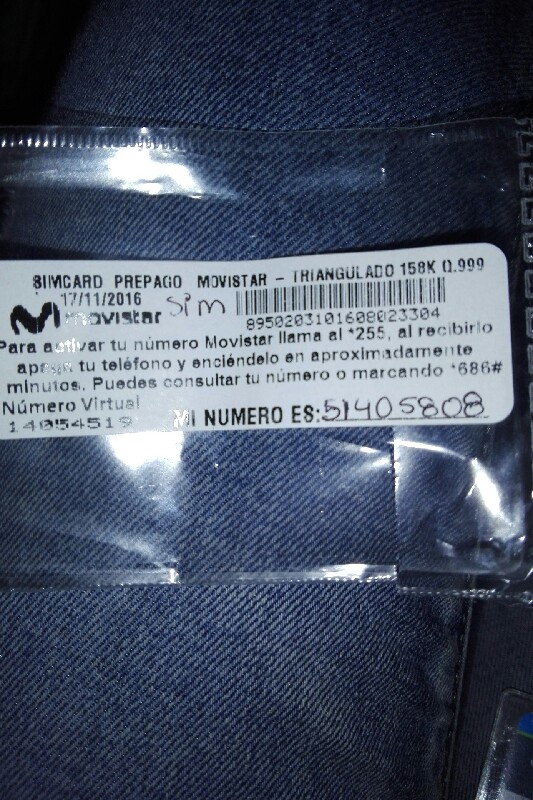 SIMCARD PREPAGO MOVISTAR - TRIANGULADO 158K Q.999
17/11/2016 SIM
movistar 8950203101608023304
Para activar tu número Movistar llama al *255, al recibirlo
apaga tu teléfono y enciéndelo en aproximadamente
minutos. Puedes consultar tu número o marcando *686#
Número Virtual
14054519 MI NUMERO ES: 51405808